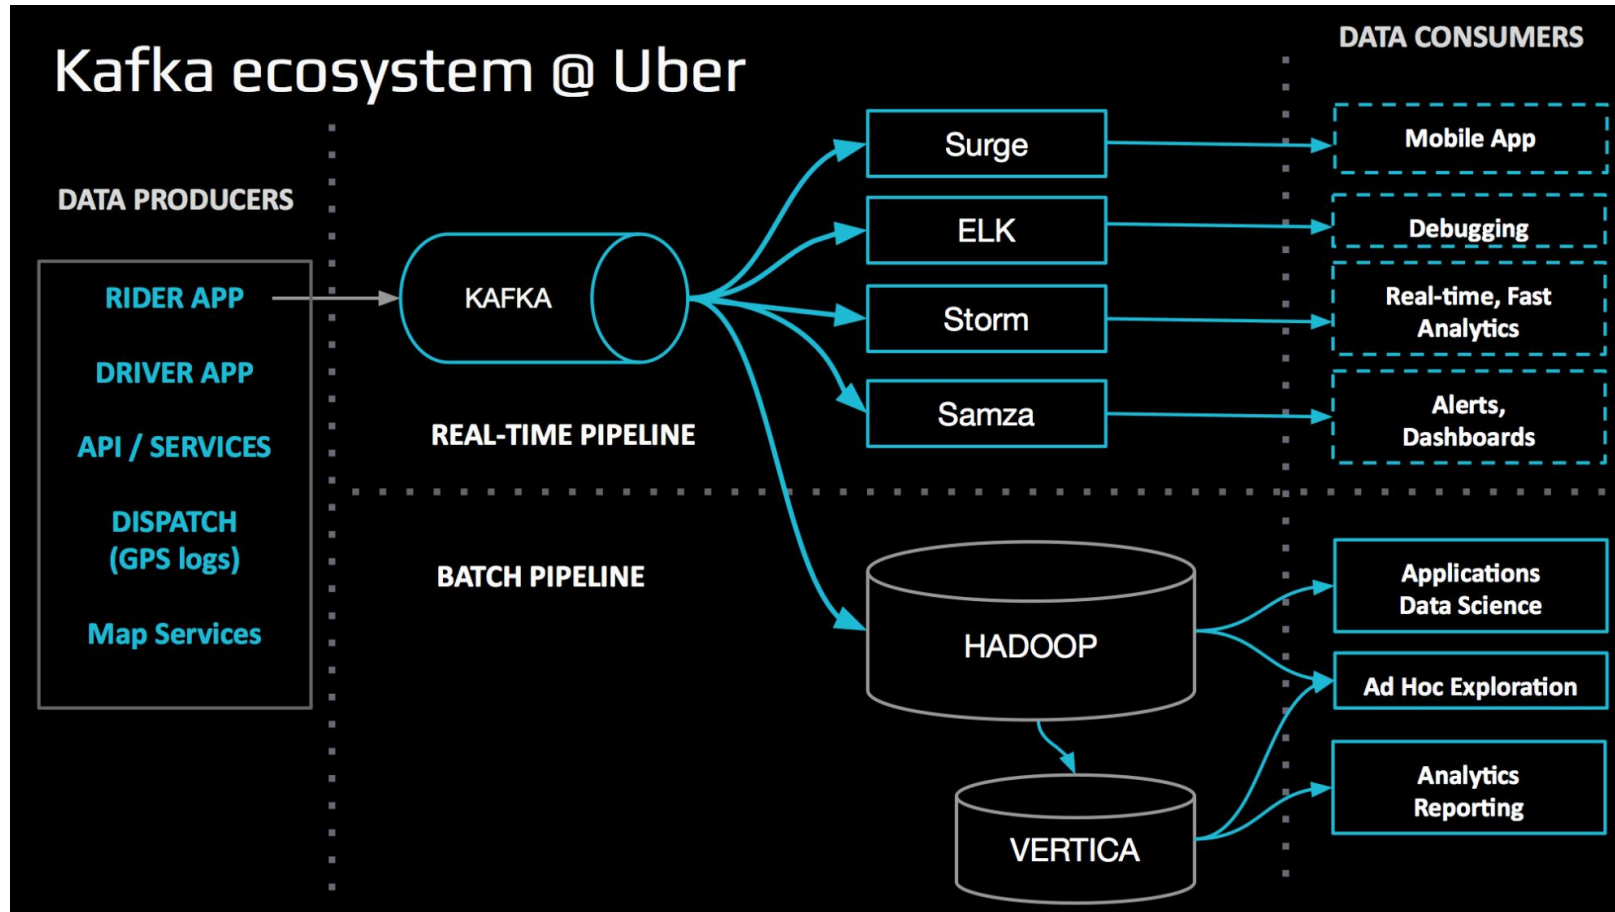 Kafka ecosystem @ Uber
DATA PRODUCERS
RIDER APP
DRIVER APP
API / SERVICES
DISPATCH
(GPS logs)
Map Services
KAFKA
REAL-TIME PIPELINE
BATCH PIPELINE
Surge
ELK
Storm
Samza
HADOOP
VERTICA
DATA CONSUMERS
Mobile App
Debugging
Real-time, Fast
Analytics
Alerts,
Dashboards
Applications
Data Science
Ad Hoc Exploration
Analytics
Reporting